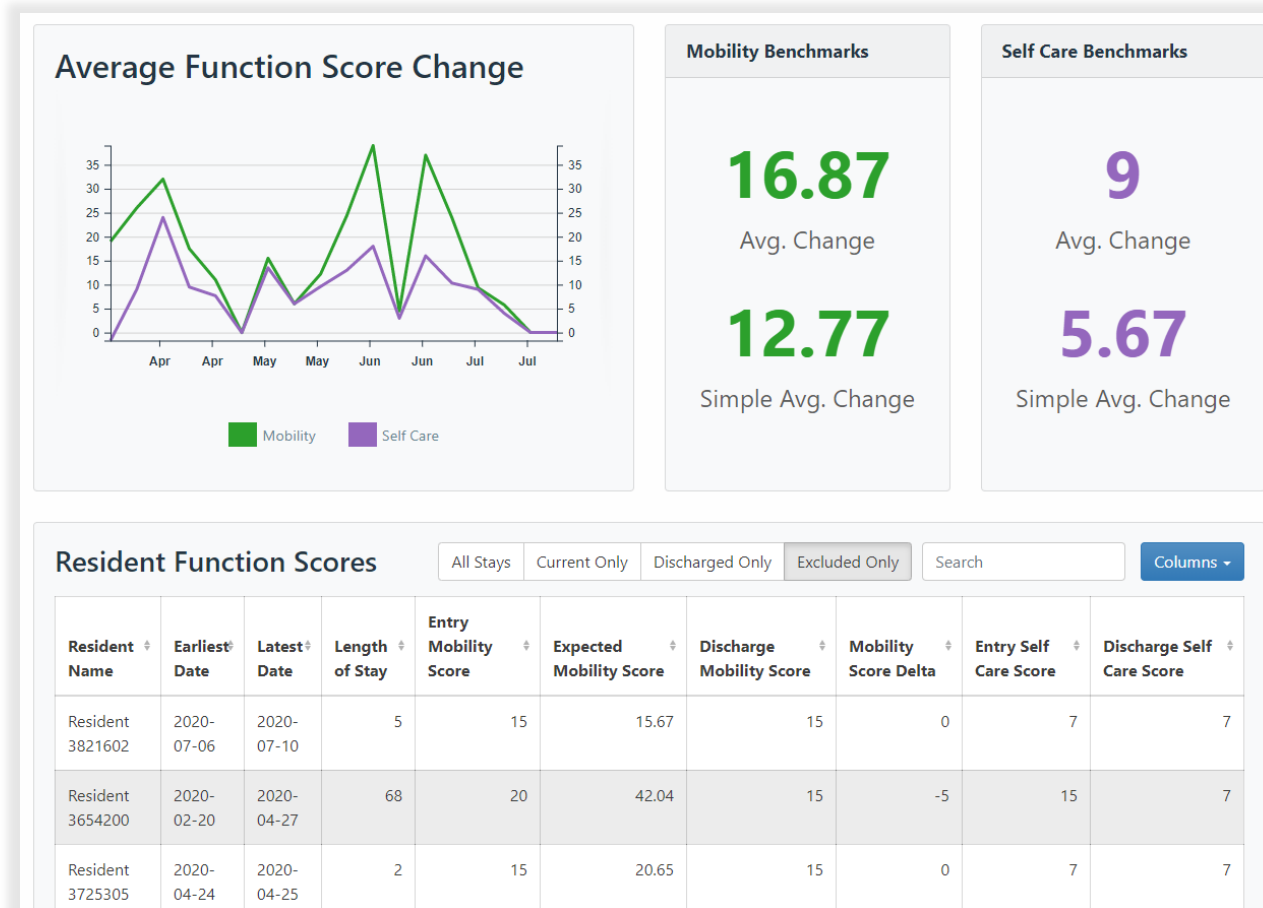 Average Function Score Change
35 35
30 30
25 25
20 20
15 15
10 10
5 5
0 0
Apr Apr May May Jun Jun Jul Jul
Mobility Self Care
Mobility Benchmarks
16.87
Avg. Change
12.77
Simple Avg. Change
Self Care Benchmarks
9
Avg. Change
5.67
Simple Avg. Change
Resident Function Scores
All Stays Current Only Discharged Only Excluded Only Search Columns
Resident Name Earliest Date Latest Date Length of Stay Entry Mobility Score Expected Mobility Score Discharge Mobility Score Mobility Score Delta Entry Self Care Score Discharge Self Care Score
Resident 3821602 2020-07-06 2020-07-10 5 15 15.67 15 0 7 7
Resident 3654200 2020-02-20 2020-04-27 68 20 42.04 15 -5 15 7
Resident 3725305 2020-04-24 2020-04-25 2 15 20.65 15 0 7 7